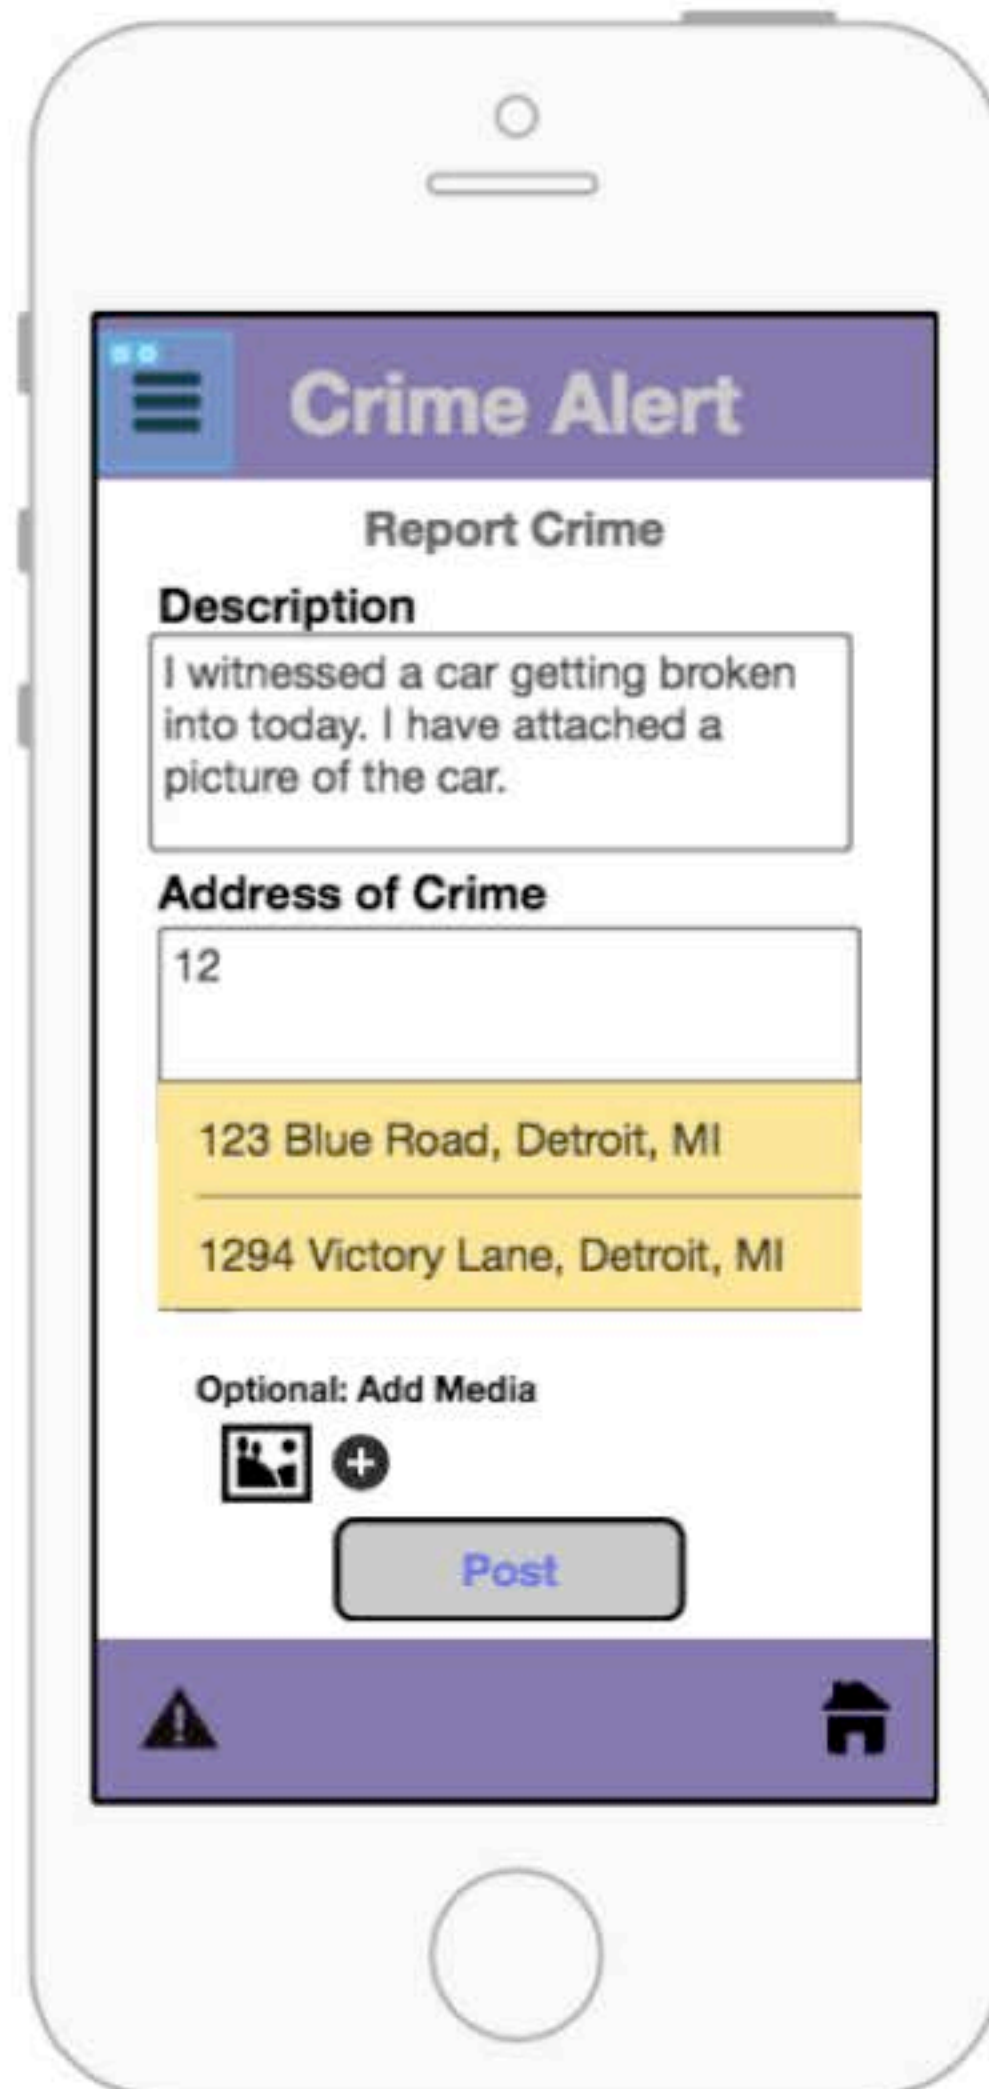 Crime Alert
Report Crime
Description
I witnessed a car getting broken
into today. I have attached a
picture of the car.
Address of Crime
12
123 Blue Road, Detroit, MI
1294 Victory Lane, Detroit, MI
Optional: Add Media
Post